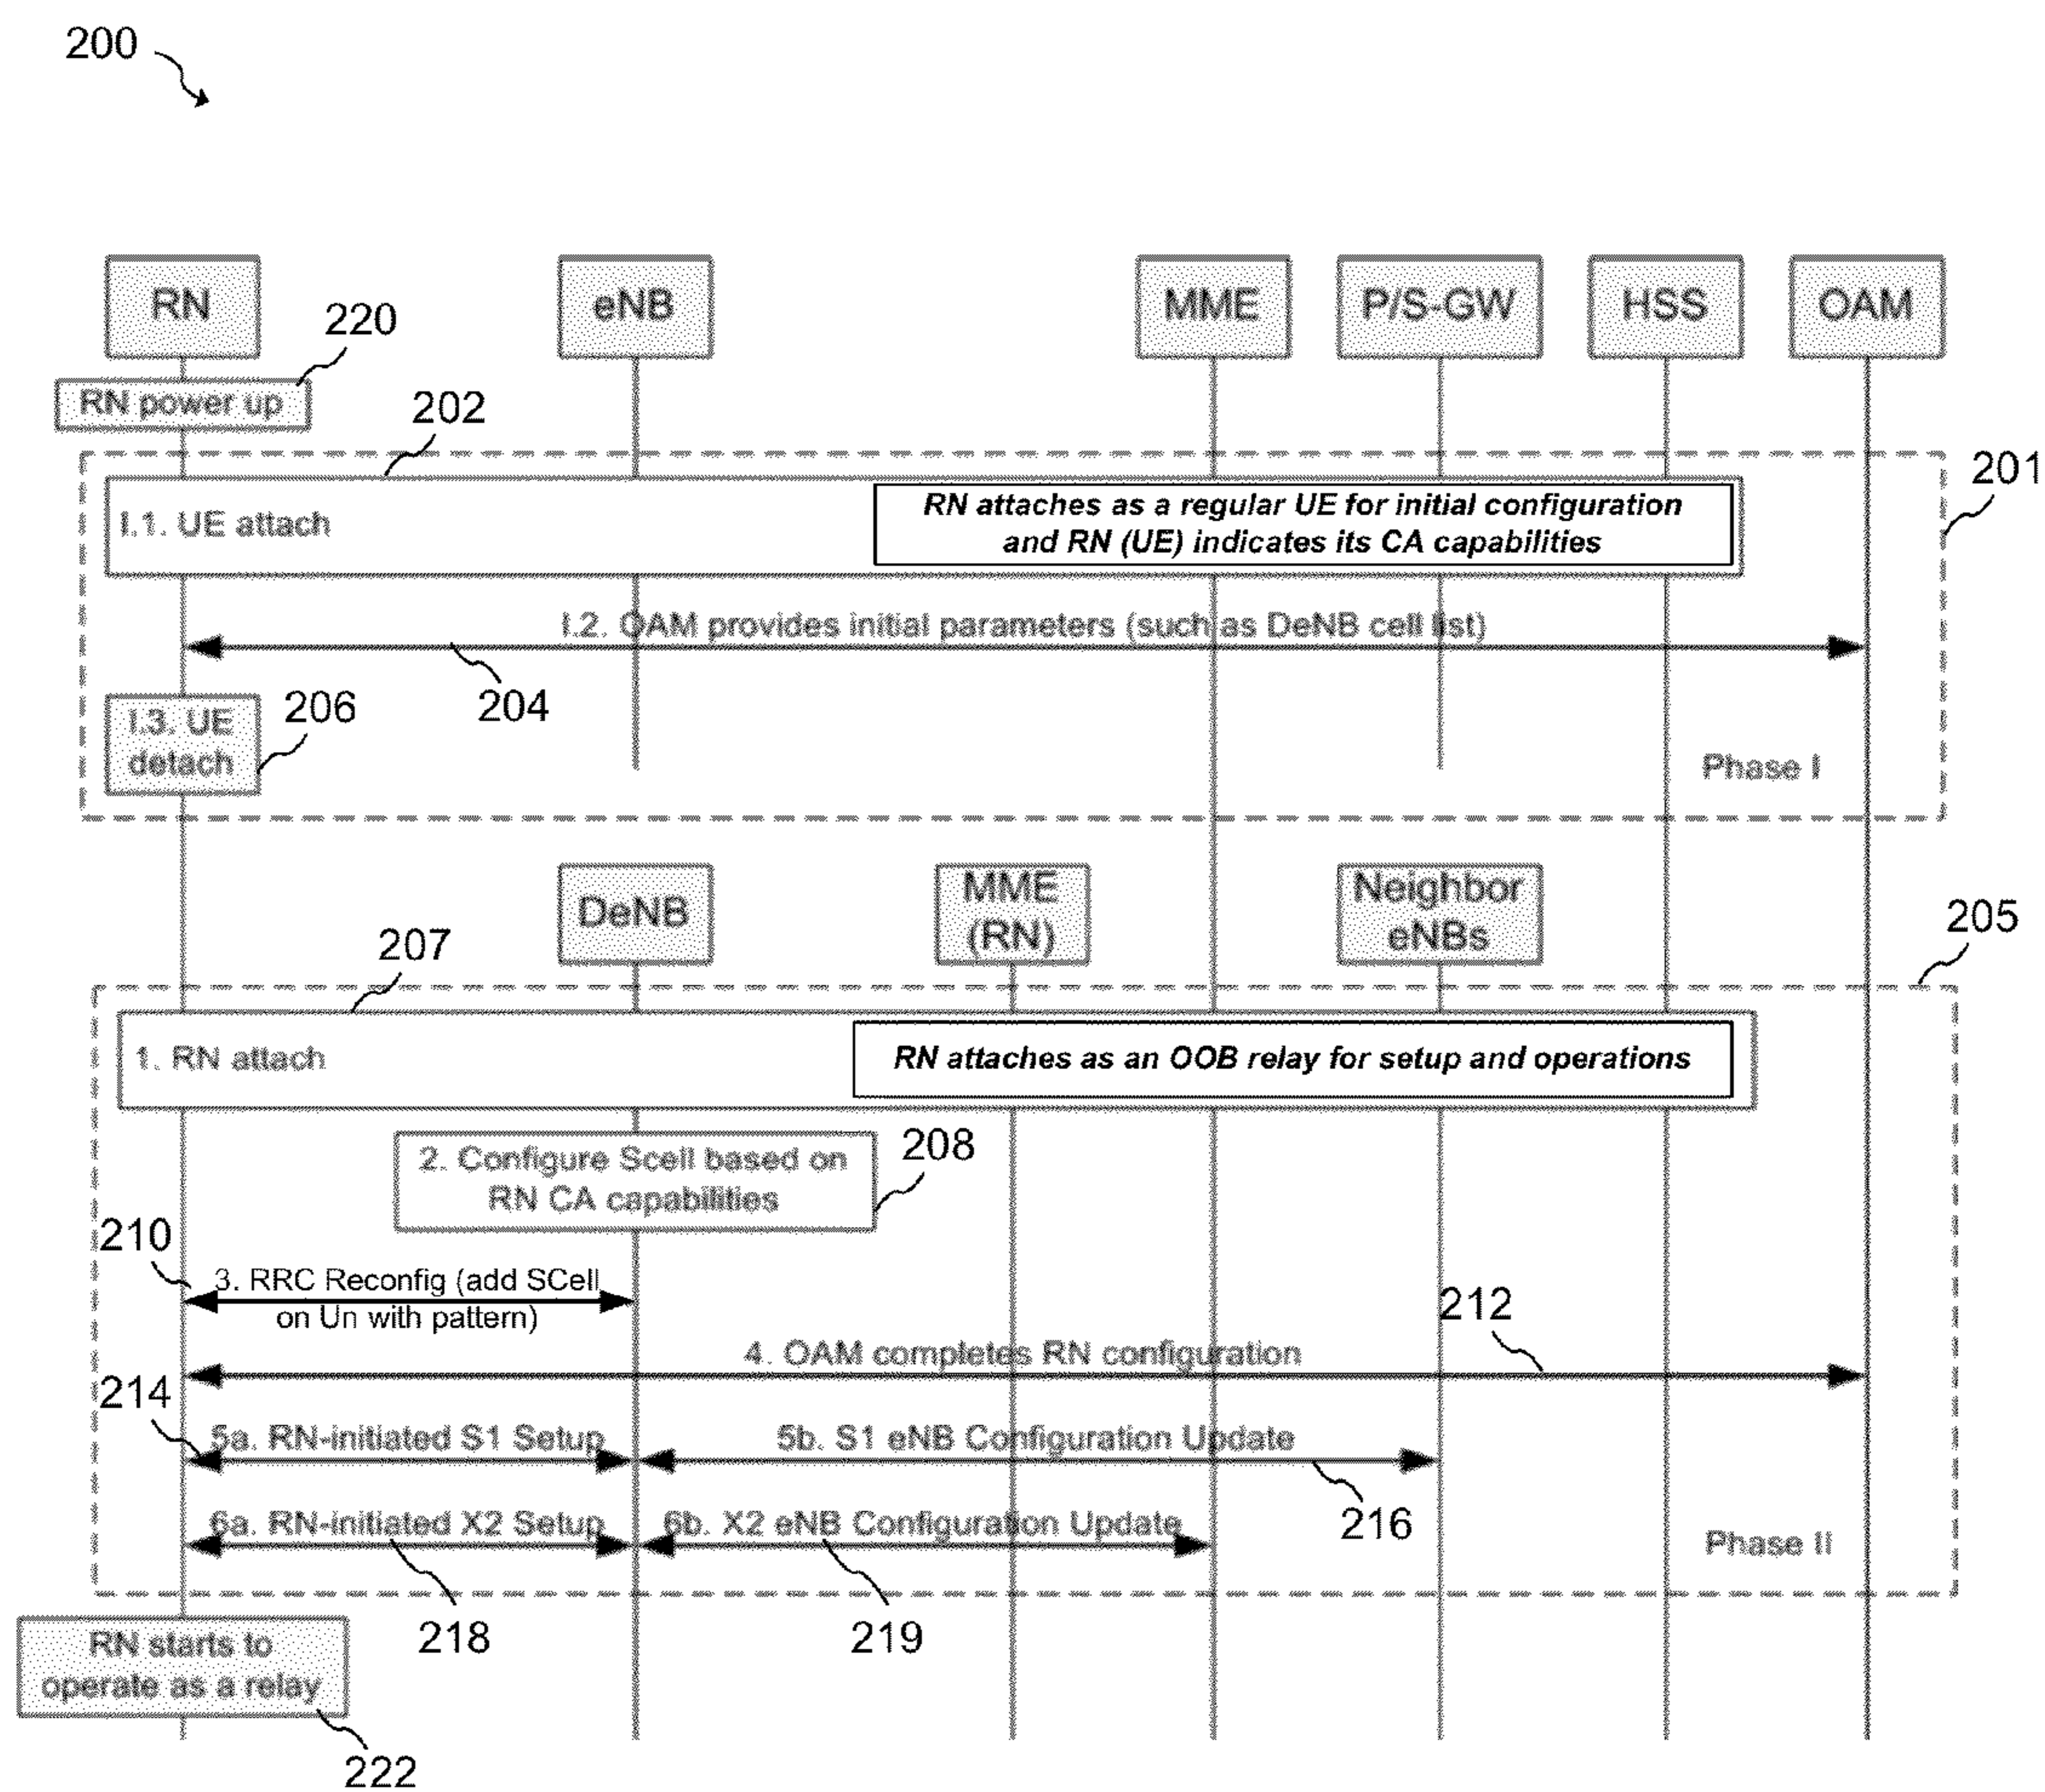 200
RN
eNB
MME
P/S-GW
HSS
OAM
220
RN power up
202
201
I.1. UE attach
RN attaches as a regular UE for initial configuration
and RN (UE) indicates its CA capabilities
I.2. OAM provides initial parameters (such as DeNB cell list)
204
I.3. UE
detach
206
Phase I
DeNB
MME
(RN)
Neighbor
eNBs
205
207
1. RN attach
RN attaches as an OOB relay for setup and operations
2. Configure Scell based on
RN CA capabilities
208
210
3. RRC Reconfig (add SCell
on Un with pattern)
212
4. OAM completes RN configuration
214
5a. RN-initiated S1 Setup
5b. S1 eNB Configuration Update
216
6a. RN-initiated X2 Setup
6b. X2 eNB Configuration Update
Phase II
218
219
RN starts to
operate as a relay
222